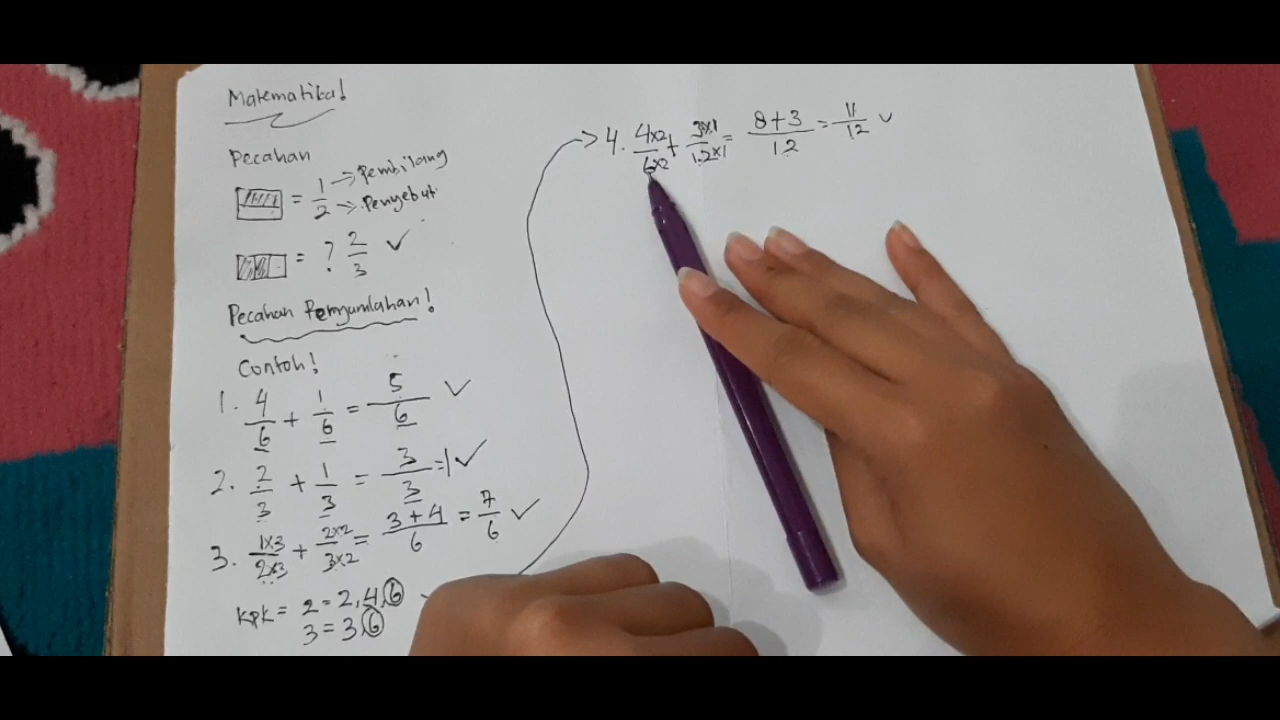 Matematika!
Pecahan
= 1/2 → Pembilang
→ Penyebut
= ? 2/3 ✓
Pecahan Penjumlahan!
Contoh!
1. 4/6 + 1/6 = 5/6 ✓
2. 2/3 + 1/3 = 3/3 = 1 ✓
3. 1x3/2x3 + 2x2/3x2 = 3+4/6 = 7/6 ✓
kpk = 2 = 2, 4, 6
3 = 3, 6
→ 4. 4x2/6x2 + 3x1/12x1 = 8+3/12 = 11/12 ✓